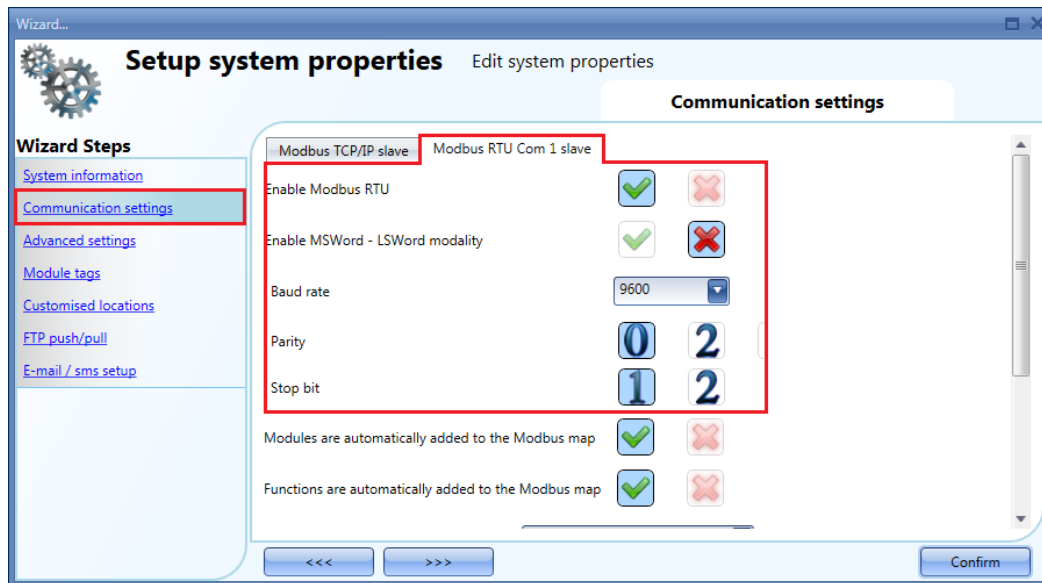 Wizard...
Setup system properties Edit system properties
Communication settings
Wizard Steps
System information
Communication settings
Advanced settings
Module tags
Customised locations
FTP push/pull
E-mail / sms setup
Modbus TCP/IP slave Modbus RTU Com 1 slave
Enable Modbus RTU
Enable MSWord - LSWord modality
Baud rate 9600
Parity 0 2
Stop bit 1 2
Modules are automatically added to the Modbus map
Functions are automatically added to the Modbus map
<<< >>> Confirm